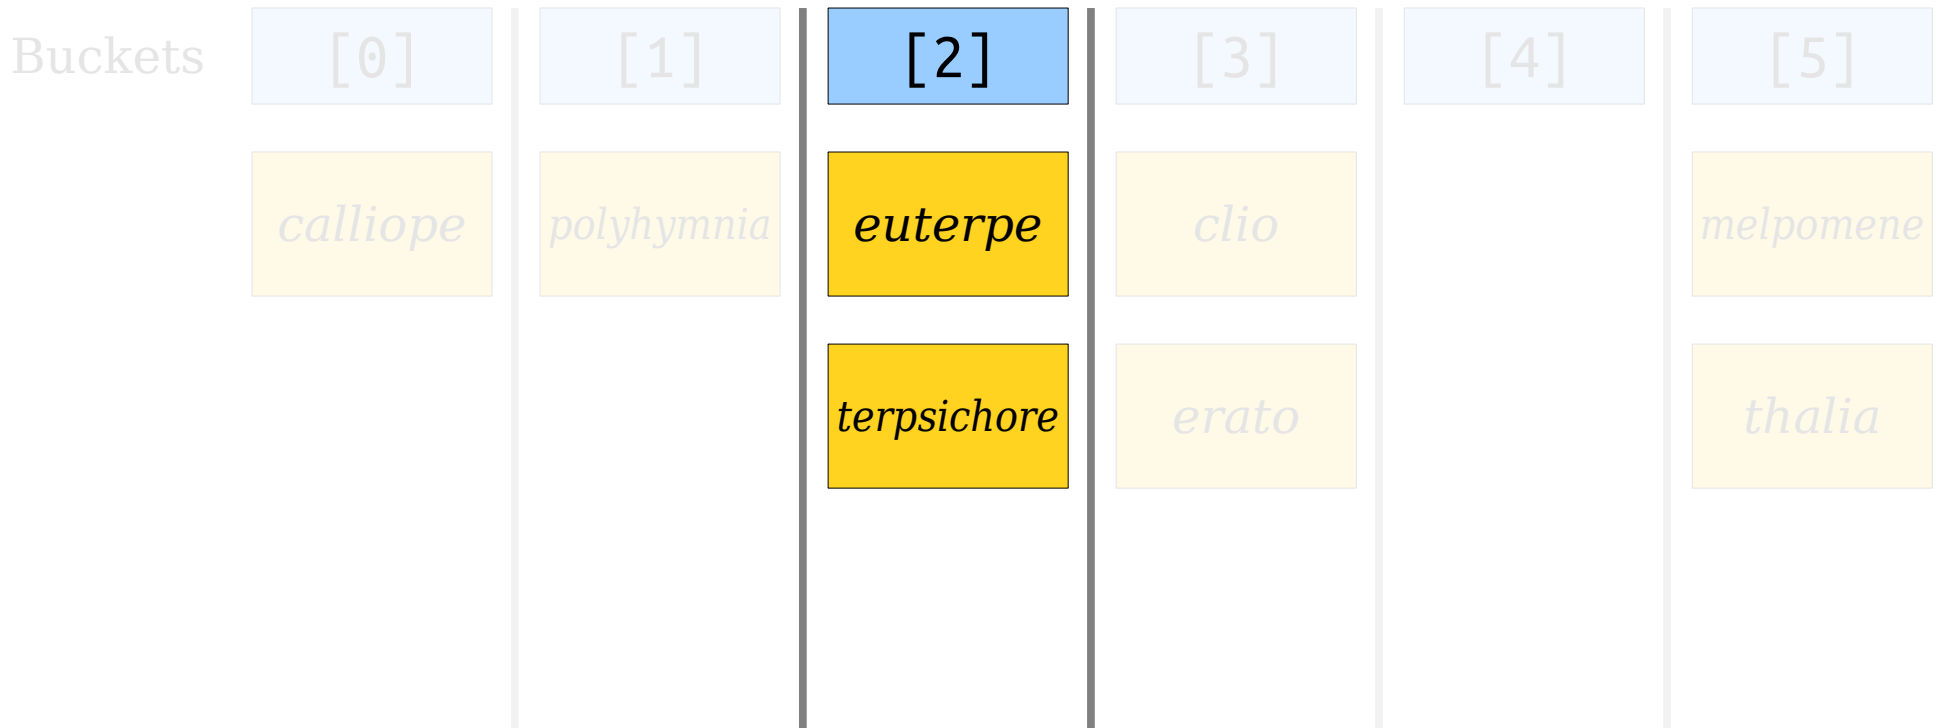 Buckets [0] [1] [2] [3] [4] [5]
calliope polyhymnia euterpe clio melpomene
terpsichore erato thalia